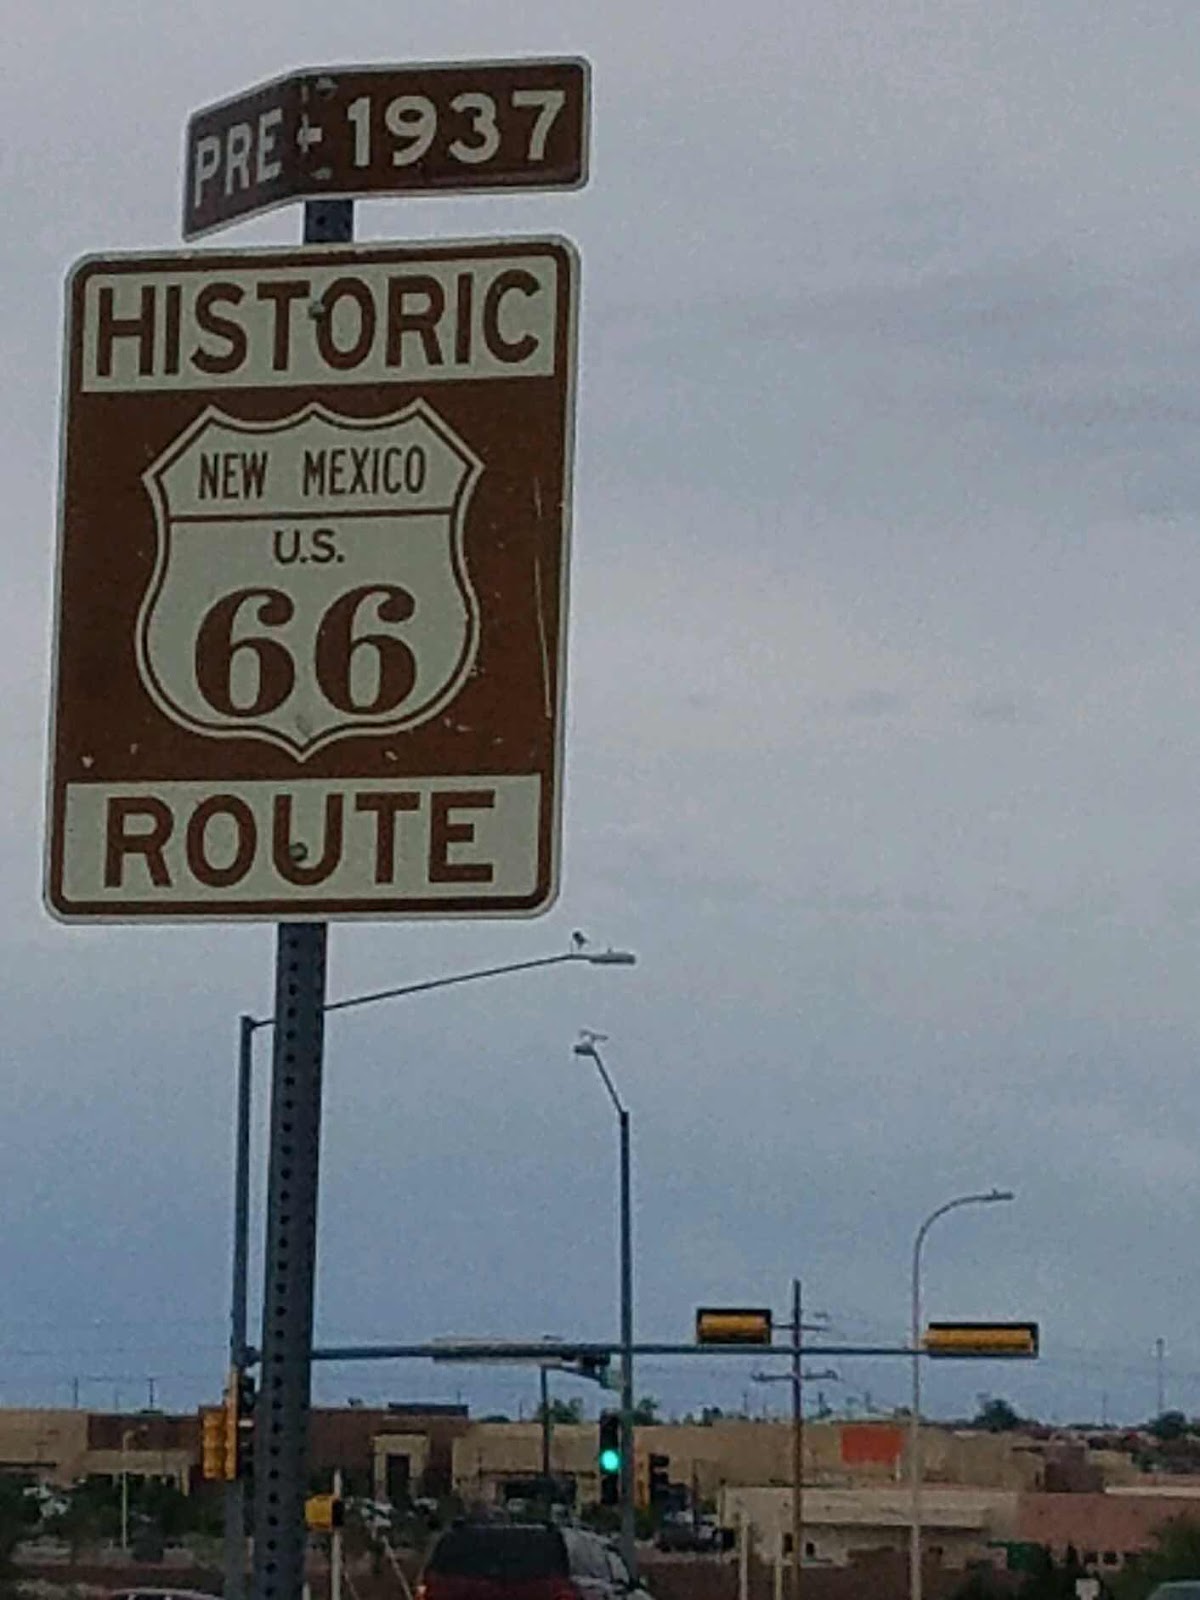 PRE-1937
HISTORIC
NEW MEXICO
U.S.
66
ROUTE